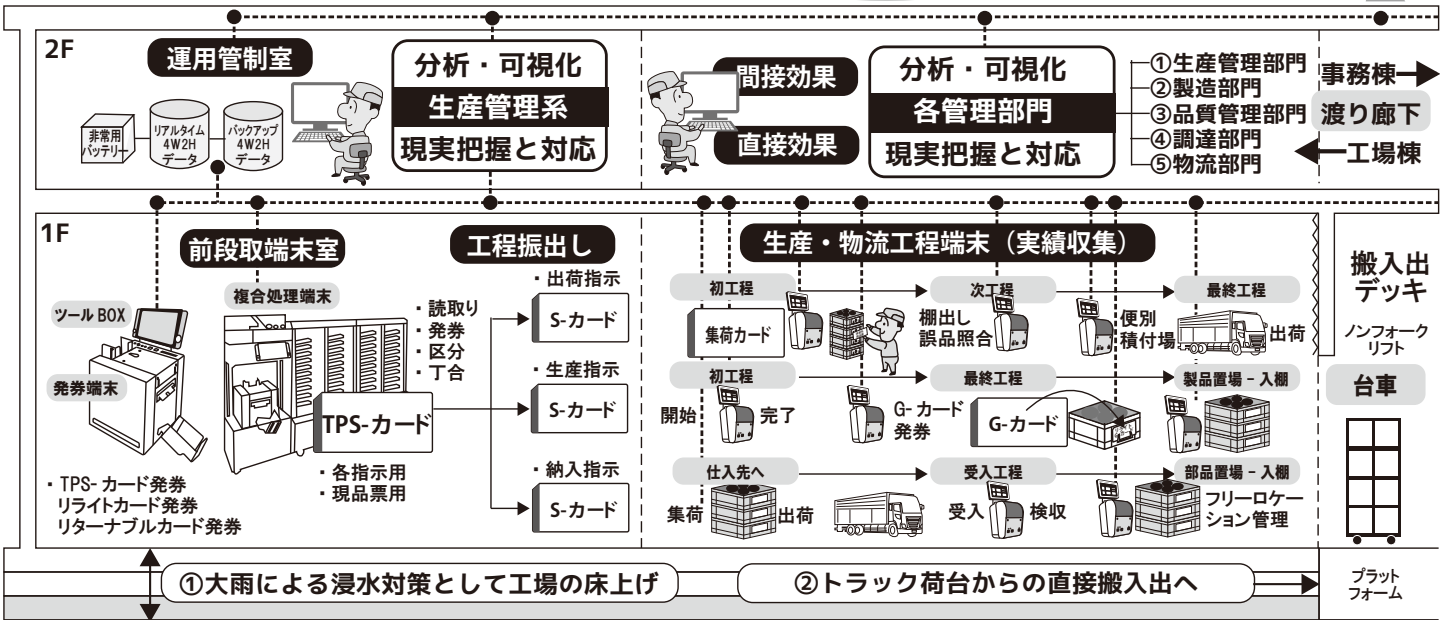 2F
運用管制室
非常用
バッテリー
リアルタイム
4W2H
データ
バックアップ
4W2H
データ
分析・可視化
生産管理系
現実把握と対応
間接効果
直接効果
分析・可視化
各管理部門
現実把握と対応
①生産管理部門
②製造部門
③品質管理部門
④調達部門
⑤物流部門
事務棟
渡り廊下
工場棟
1F
前段取端末室
ツールBOX
発券端末
・TPS-カード発券
リライトカード発券
リターナブルカード発券
複合処理端末
・読取り
・発券
・区分
・丁合
TPS-カード
・各指示用
・現品票用
工程振出し
・出荷指示
S-カード
・生産指示
S-カード
・納入指示
S-カード
生産・物流工程端末（実績収集）
初工程
次工程
最終工程
集荷カード
棚出し
誤品照合
便別
積付場
出荷
初工程
最終工程
製品置場－入棚
開始
完了
G-カード
発券
G-カード
仕入先へ
受入工程
部品置場－入棚
集荷
出荷
受入
検収
フリーロケー
ション管理
搬入出
デッキ
ノンフォーク
リフト
台車
①大雨による浸水対策として工場の床上げ
②トラック荷台からの直接搬入出へ
プラット
フォーム